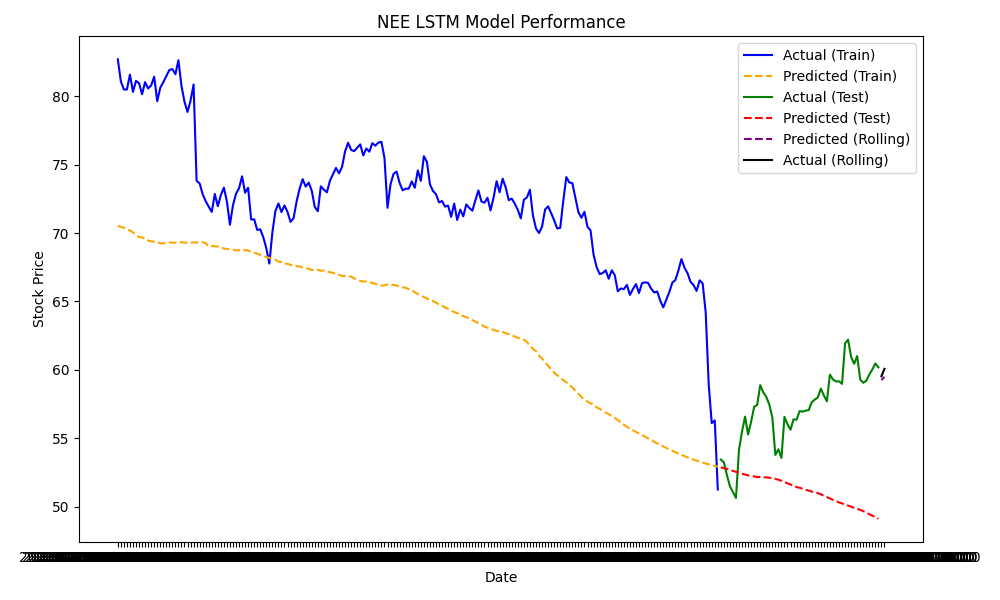 NEE LSTM Model Performance
Actual (Train)
Predicted (Train)
Actual (Test)
Predicted (Test)
Predicted (Rolling)
Actual (Rolling)
Stock Price
80
75
70
65
60
55
50
Date